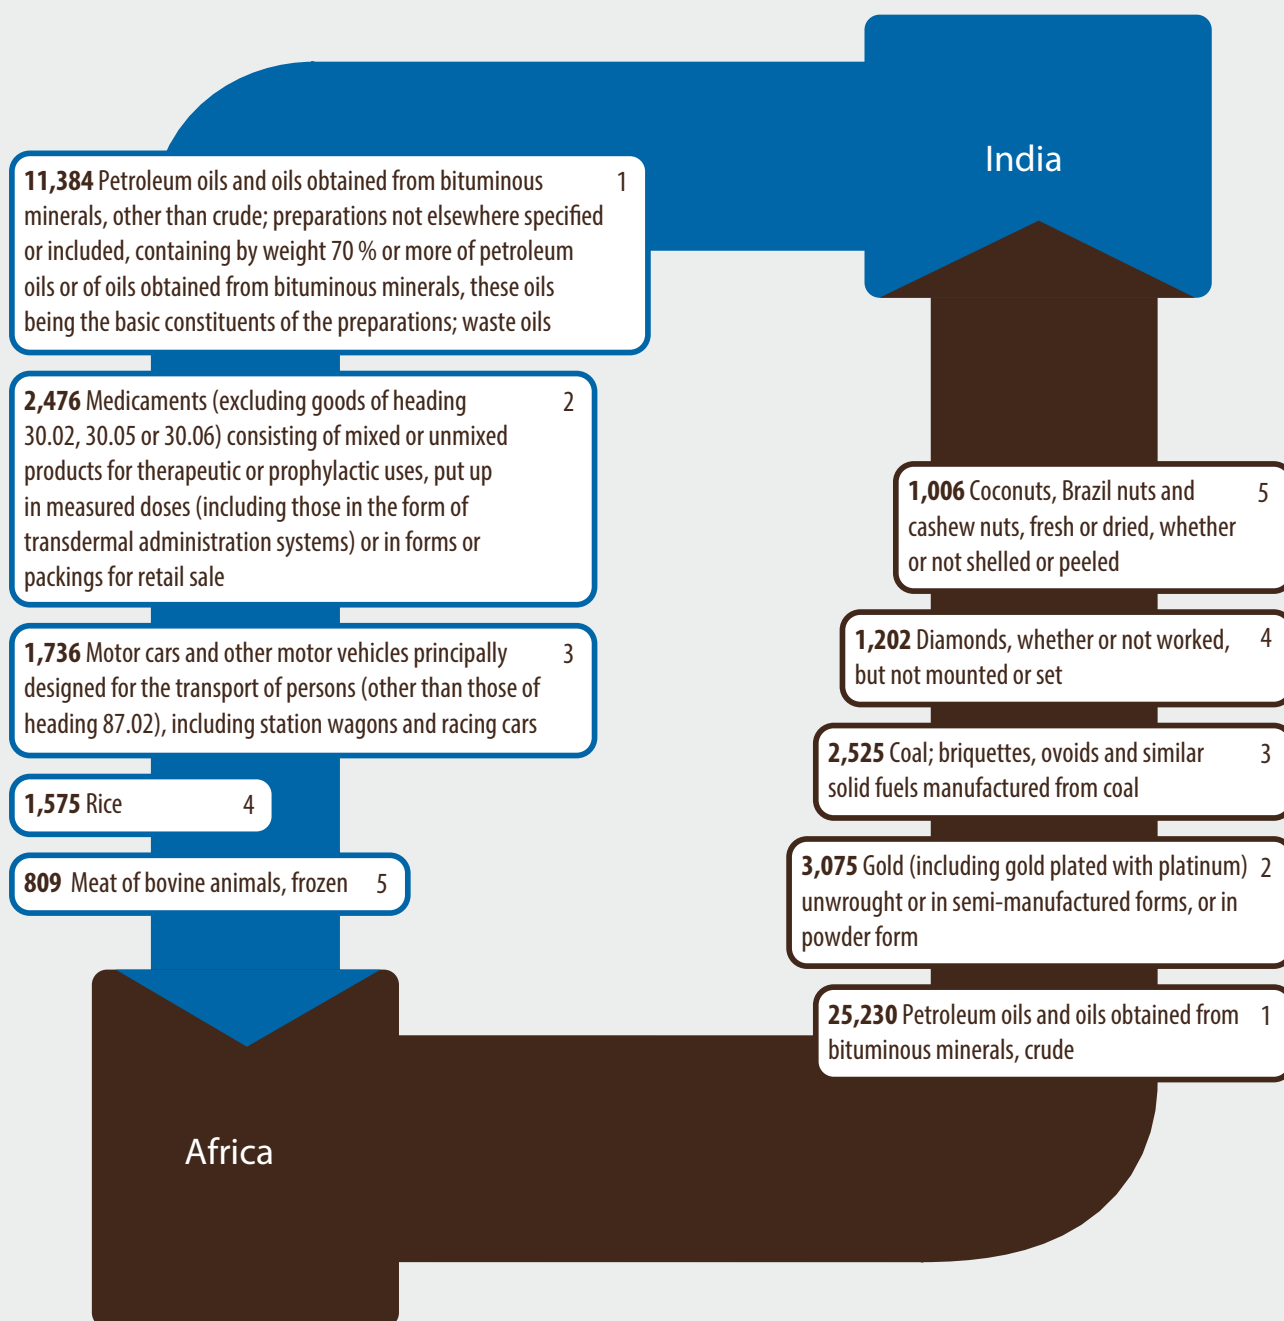 India
11,384 Petroleum oils and oils obtained from bituminous 1
minerals, other than crude; preparations not elsewhere specified
or included, containing by weight 70 % or more of petroleum
oils or of oils obtained from bituminous minerals, these oils
being the basic constituents of the preparations; waste oils
2,476 Medicaments (excluding goods of heading 2
30.02, 30.05 or 30.06) consisting of mixed or unmixed
products for therapeutic or prophylactic uses, put up
in measured doses (including those in the form of
transdermal administration systems) or in forms or
packings for retail sale
1,736 Motor cars and other motor vehicles principally 3
designed for the transport of persons (other than those of
heading 87.02), including station wagons and racing cars
1,575 Rice 4
809 Meat of bovine animals, frozen 5
1,006 Coconuts, Brazil nuts and 5
cashew nuts, fresh or dried, whether
or not shelled or peeled
1,202 Diamonds, whether or not worked, 4
but not mounted or set
2,525 Coal; briquettes, ovoids and similar 3
solid fuels manufactured from coal
3,075 Gold (including gold plated with platinum) 2
unwrought or in semi-manufactured forms, or in
powder form
25,230 Petroleum oils and oils obtained from 1
bituminous minerals, crude
Africa